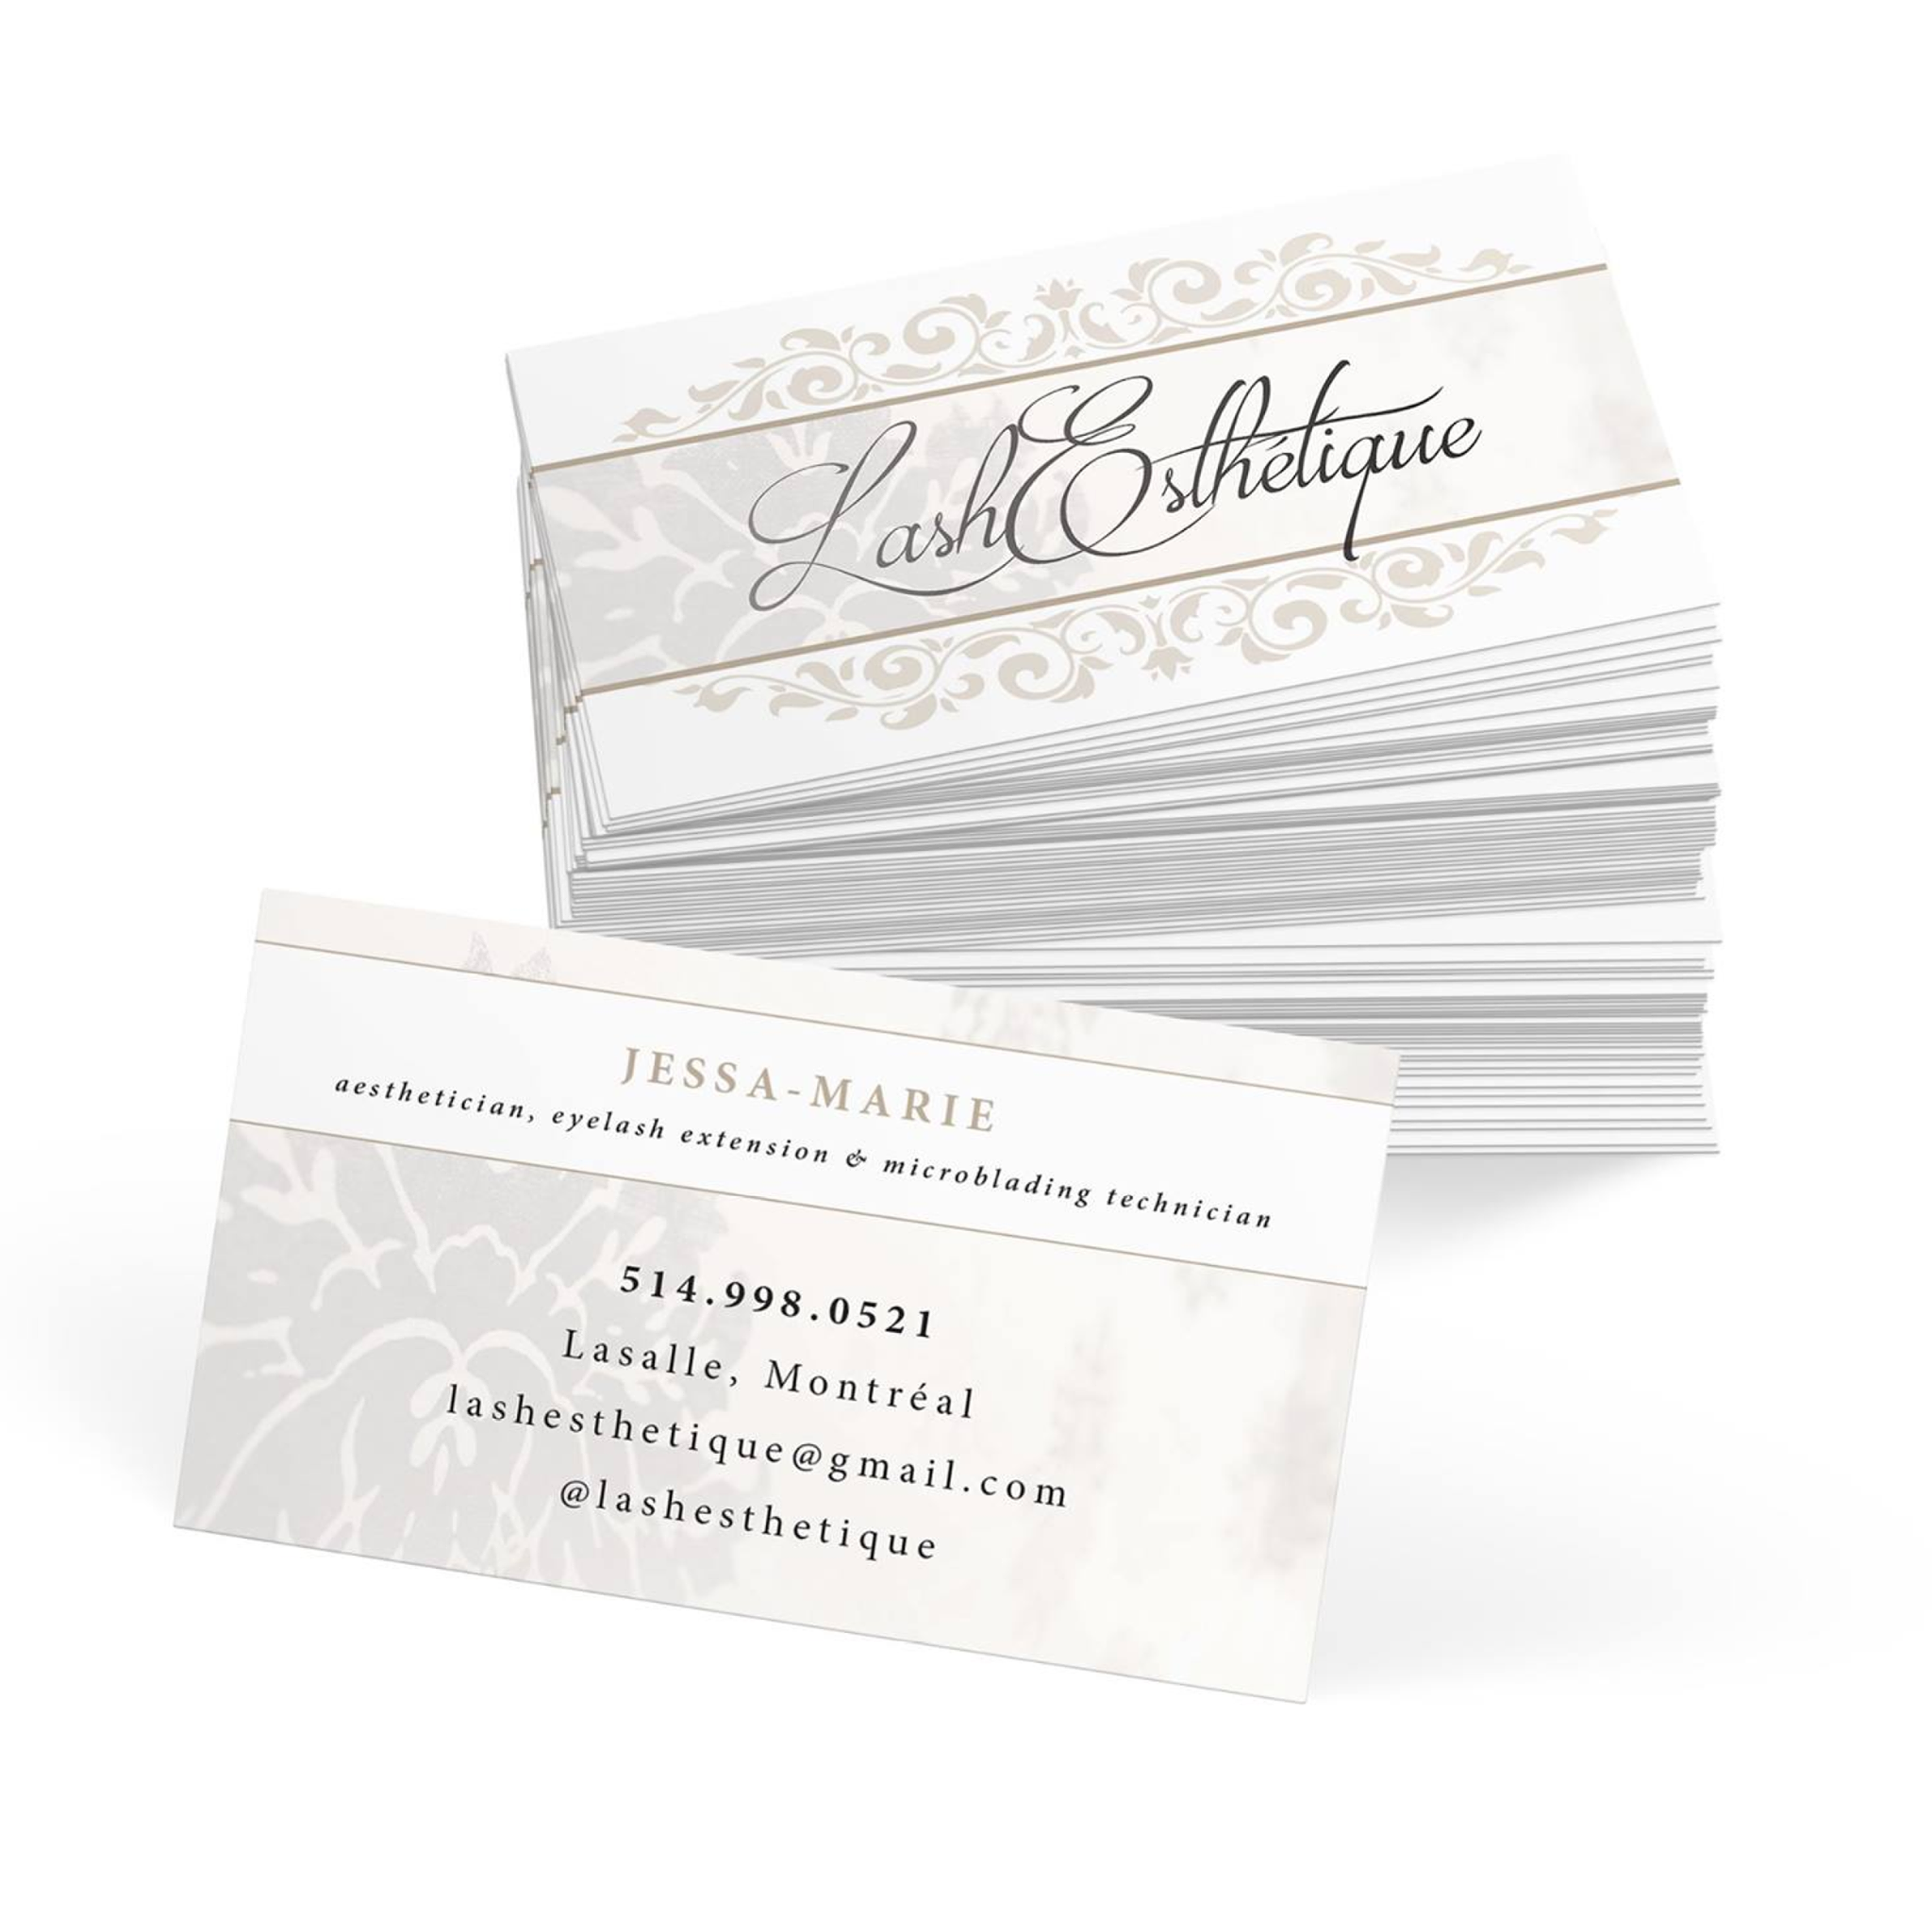 LashEsthétique
JESSA-MARIE
aesthetician, eyelash extension & microblading technician
514.998.0521
Lasalle, Montréal
lashesthetique@gmail.com
@lashesthetique